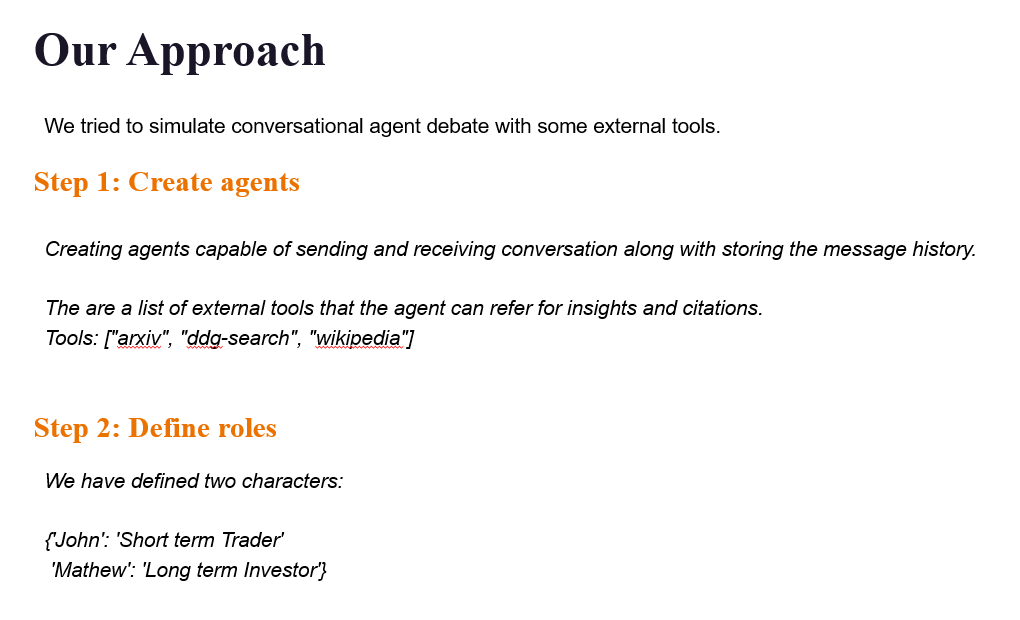 Our Approach
We tried to simulate conversational agent debate with some external tools.
Step 1: Create agents
Creating agents capable of sending and receiving conversation along with storing the message history.
The are a list of external tools that the agent can refer for insights and citations.
Tools: ["arxiv", "ddg-search", "wikipedia"]
Step 2: Define roles
We have defined two characters:
{'John': 'Short term Trader'
'Mathew': 'Long term Investor'}